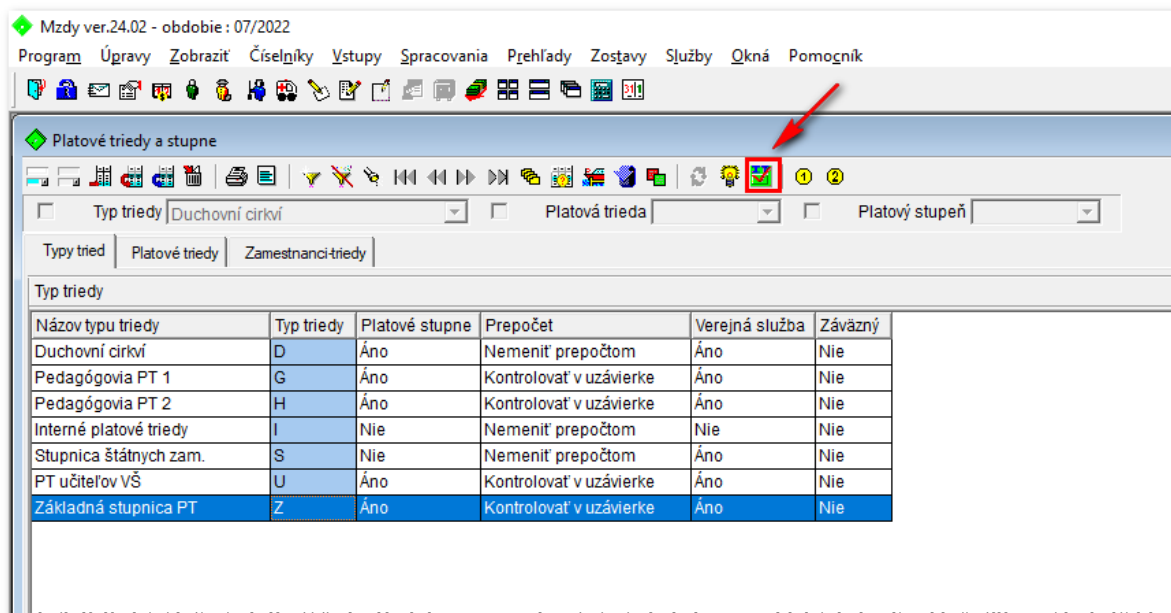 Mzdy ver.24.02 - obdobie : 07/2022
Program Úpravy Zobraziť Číselníky Vstupy Spracovania Prehľady Zostavy Služby Okná Pomocník
Platové triedy a stupne
Typ triedy Duchovní cirkví Platová trieda Platový stupeň
Typy tried Platové triedy Zamestnanci-triedy
Typ triedy
Názov typu triedy Typ triedy Platové stupne Prepočet Verejná služba Záväzný
Duchovní cirkví D Áno Nemeniť prepočtom Áno Nie
Pedagógovia PT 1 G Áno Kontrolovať v uzávierke Áno Nie
Pedagógovia PT 2 H Áno Kontrolovať v uzávierke Áno Nie
Interné platové triedy I Nie Nemeniť prepočtom Nie Nie
Stupnica štátnych zam. S Nie Nemeniť prepočtom Áno Nie
PT učiteľov VŠ U Áno Kontrolovať v uzávierke Áno Nie
Základná stupnica PT Z Áno Kontrolovať v uzávierke Áno Nie